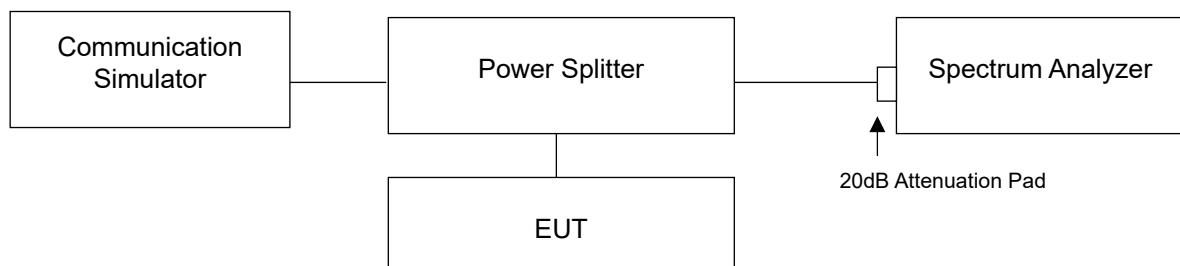 Communication
Simulator
Power Splitter
Spectrum Analyzer
20dB Attenuation Pad
EUT